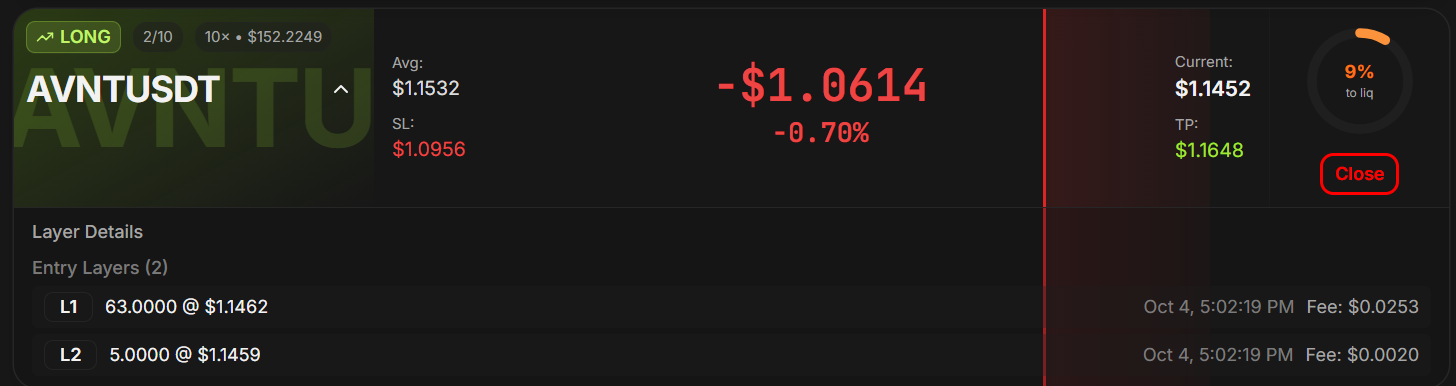 LONG 2/10 10× • $152.2249
AVNTU
AVNTUSDT
Avg:
$1.1532
SL:
$1.0956
-$1.0614
-0.70%
Current:
$1.1452
TP:
$1.1648
9%
to liq
Close
Layer Details
Entry Layers (2)
L1 63.0000 @ $1.1462 Oct 4, 5:02:19 PM Fee: $0.0253
L2 5.0000 @ $1.1459 Oct 4, 5:02:19 PM Fee: $0.0020